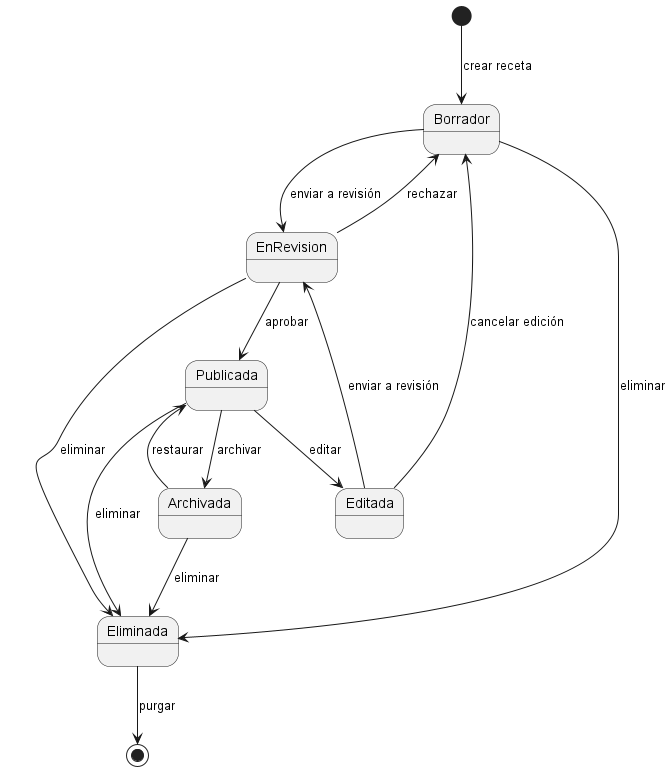 crear receta
Borrador
enviar a revisión
rechazar
EnRevision
aprobar
cancelar edición
Publicada
enviar a revisión
eliminar
eliminar
restaurar
archivar
editar
Archivada
Editada
eliminar
eliminar
Eliminada
purgar